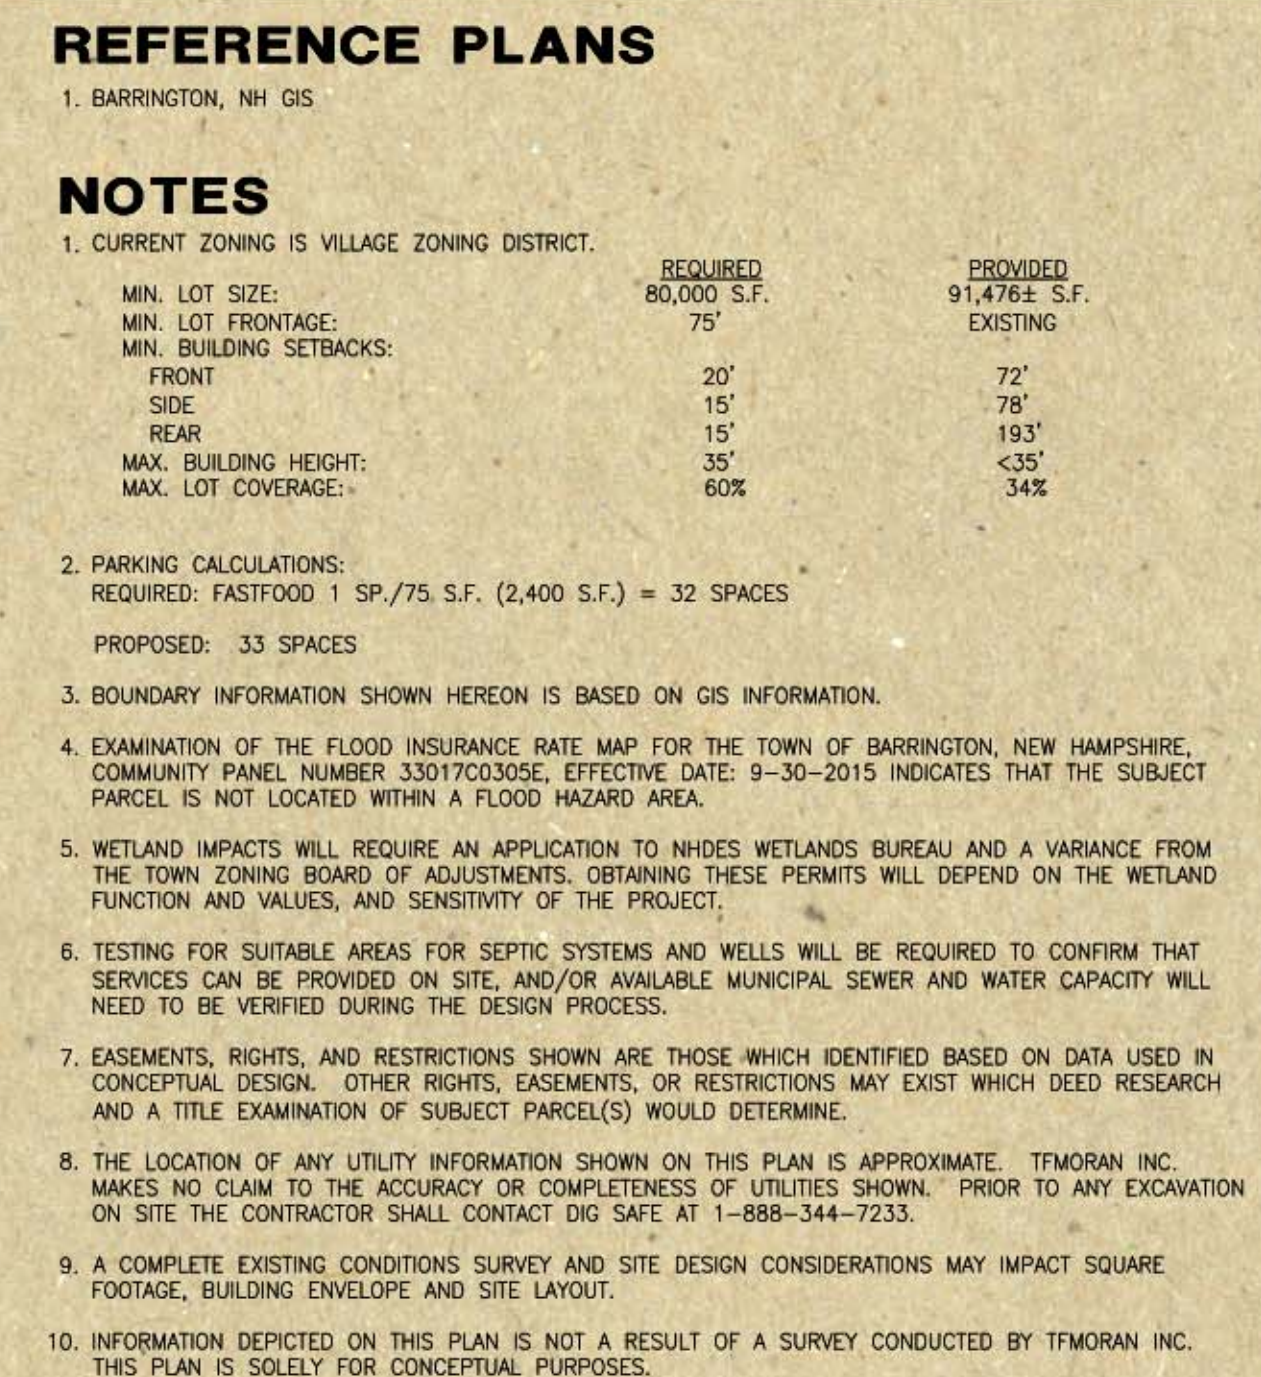 REFERENCE PLANS
1. BARRINGTON, NH GIS
NOTES
1. CURRENT ZONING IS VILLAGE ZONING DISTRICT.
REQUIRED PROVIDED
MIN. LOT SIZE: 80,000 S.F. 91,476± S.F.
MIN. LOT FRONTAGE: 75' EXISTING
MIN. BUILDING SETBACKS:
FRONT 20' 72'
SIDE 15' 78'
REAR 15' 193'
MAX. BUILDING HEIGHT: 35' <35'
MAX. LOT COVERAGE: 60% 34%
2. PARKING CALCULATIONS:
REQUIRED: FASTFOOD 1 SP./75 S.F. (2,400 S.F.) = 32 SPACES
PROPOSED: 33 SPACES
3. BOUNDARY INFORMATION SHOWN HEREON IS BASED ON GIS INFORMATION.
4. EXAMINATION OF THE FLOOD INSURANCE RATE MAP FOR THE TOWN OF BARRINGTON, NEW HAMPSHIRE,
COMMUNITY PANEL NUMBER 33017C0305E, EFFECTIVE DATE: 9-30-2015 INDICATES THAT THE SUBJECT
PARCEL IS NOT LOCATED WITHIN A FLOOD HAZARD AREA.
5. WETLAND IMPACTS WILL REQUIRE AN APPLICATION TO NHDES WETLANDS BUREAU AND A VARIANCE FROM
THE TOWN ZONING BOARD OF ADJUSTMENTS. OBTAINING THESE PERMITS WILL DEPEND ON THE WETLAND
FUNCTION AND VALUES, AND SENSITIVITY OF THE PROJECT.
6. TESTING FOR SUITABLE AREAS FOR SEPTIC SYSTEMS AND WELLS WILL BE REQUIRED TO CONFIRM THAT
SERVICES CAN BE PROVIDED ON SITE, AND/OR AVAILABLE MUNICIPAL SEWER AND WATER CAPACITY WILL
NEED TO BE VERIFIED DURING THE DESIGN PROCESS.
7. EASEMENTS, RIGHTS, AND RESTRICTIONS SHOWN ARE THOSE WHICH IDENTIFIED BASED ON DATA USED IN
CONCEPTUAL DESIGN. OTHER RIGHTS, EASEMENTS, OR RESTRICTIONS MAY EXIST WHICH DEED RESEARCH
AND A TITLE EXAMINATION OF SUBJECT PARCEL(S) WOULD DETERMINE.
8. THE LOCATION OF ANY UTILITY INFORMATION SHOWN ON THIS PLAN IS APPROXIMATE. TFMORAN INC.
MAKES NO CLAIM TO THE ACCURACY OR COMPLETENESS OF UTILITIES SHOWN. PRIOR TO ANY EXCAVATION
ON SITE THE CONTRACTOR SHALL CONTACT DIG SAFE AT 1-888-344-7233.
9. A COMPLETE EXISTING CONDITIONS SURVEY AND SITE DESIGN CONSIDERATIONS MAY IMPACT SQUARE
FOOTAGE, BUILDING ENVELOPE AND SITE LAYOUT.
10. INFORMATION DEPICTED ON THIS PLAN IS NOT A RESULT OF A SURVEY CONDUCTED BY TFMORAN INC.
THIS PLAN IS SOLELY FOR CONCEPTUAL PURPOSES.